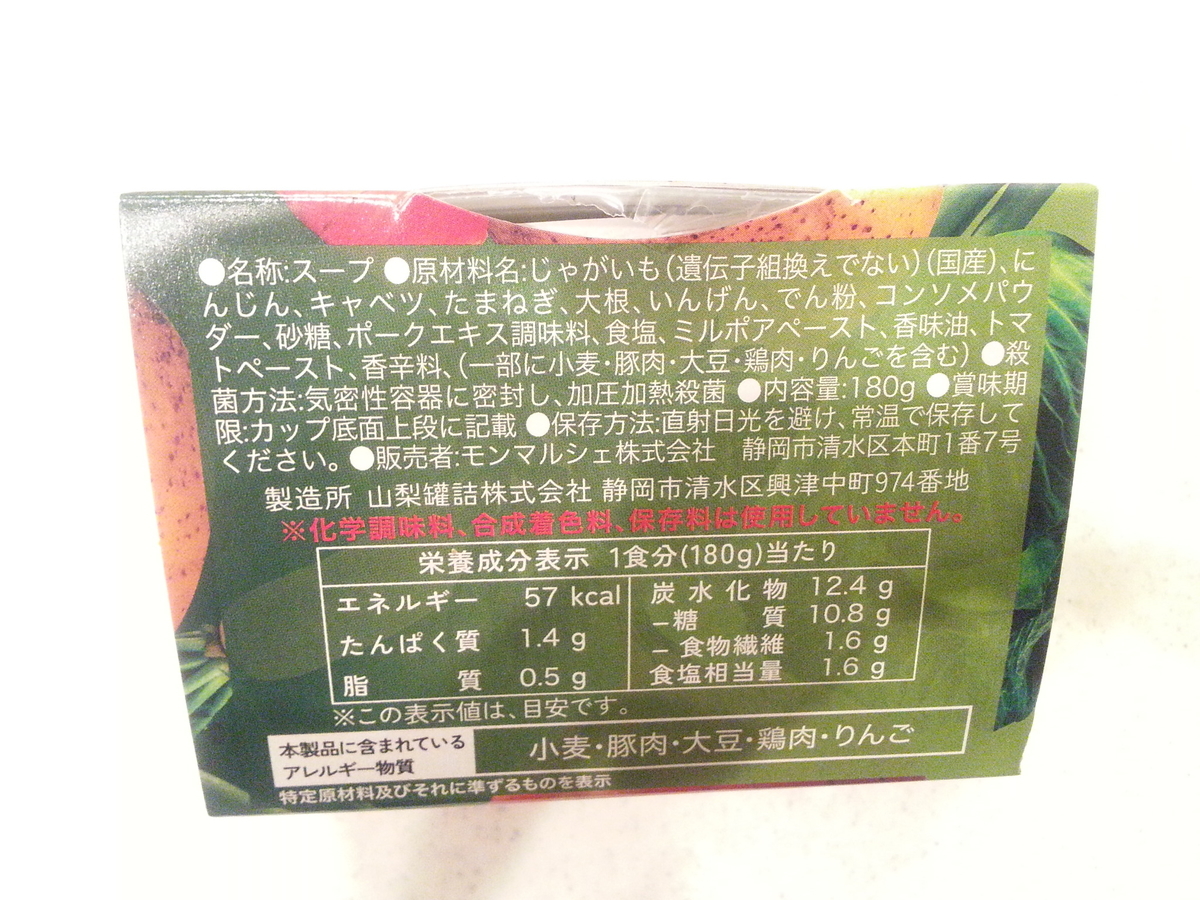 ●名称:スープ ●原材料名:じゃがいも(遺伝子組換えでない)(国産)、に
んじん、キャベツ、たまねぎ、大根、いんげん、でん粉、コンソメパウ
ダー、砂糖、ポークエキス調味料、食塩、ミルポアペースト、香味油、トマ
トペースト、香辛料、(一部に小麦・豚肉・大豆・鶏肉・りんごを含む) ●殺
菌方法:気密性容器に密封し、加圧加熱殺菌 ●内容量:180g ●賞味期
限:カップ底面上段に記載 ●保存方法:直射日光を避け、常温で保存して
ください。●販売者:モンマルシェ株式会社 静岡市清水区本町1番7号
製造所 山梨罐詰株式会社 静岡市清水区興津中町974番地
※化学調味料、合成着色料、保存料は使用していません。
栄養成分表示 1食分(180g)当たり
エネルギー 57 kcal
たんぱく質 1.4 g
脂質 0.5 g
炭水化物 12.4 g
−糖質 10.8 g
−食物繊維 1.6 g
食塩相当量 1.6 g
※この表示値は、目安です。
本製品に含まれている
アレルギー物質
小麦・豚肉・大豆・鶏肉・りんご
特定原材料及びそれに準ずるものを表示